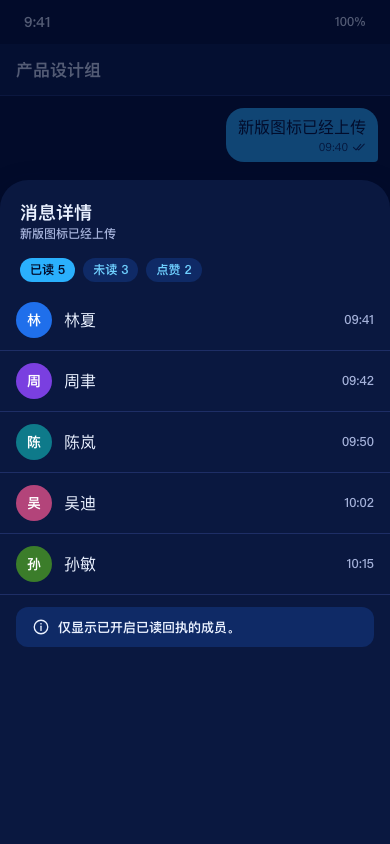 9:41
100%
产品设计组
新版图标已经上传
09:40
消息详情
新版图标已经上传
已读 5
未读 3
点赞 2
林
林夏
09:41
周
周聿
09:42
陈
陈岚
09:50
吴
吴迪
10:02
孙
孙敏
10:15
仅显示已开启已读回执的成员。